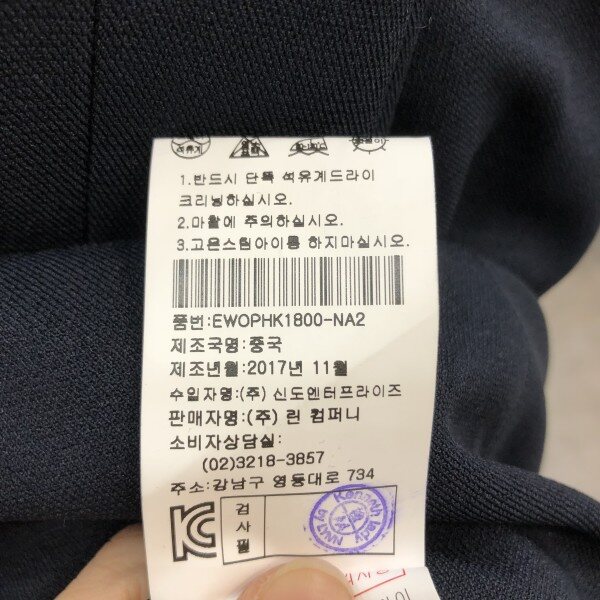 1.반드시 단독 석유계드라이
크리닝하십시오.
2.마찰에 주의하십시오.
3.고온스팀아이롱 하지마십시오.
품번:EWOPHK1800-NA2
제조국명:중국
제조년월:2017년 11월
수입자명:(주) 신도엔터프라이즈
판매자명:(주) 린 컴퍼니
소비자상담실:
(02)3218-3857
주소:강남구 영동대로 734
검
사
필
Kenneth lady